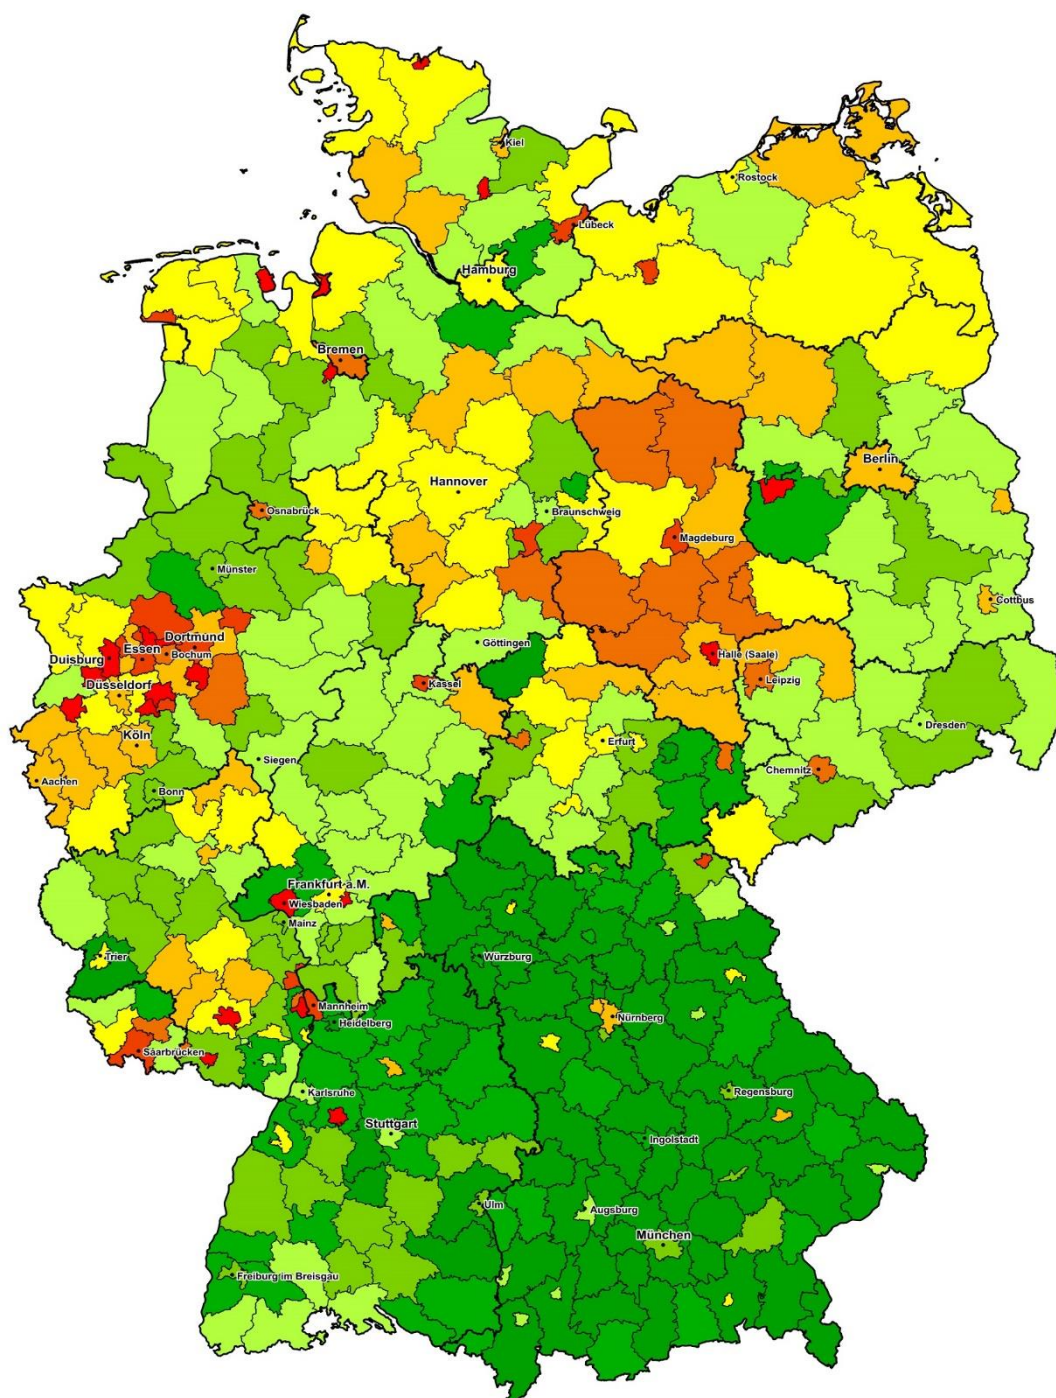 Kiel
Rostock
Lübeck
Hamburg
Bremen
Berlin
Hannover
Osnabrück
Braunschweig
Magdeburg
Münster
Cottbus
Dortmund
Essen
Bochum
Duisburg
Göttingen
Halle (Saale)
Leipzig
Kassel
Düsseldorf
Dresden
Köln
Erfurt
Siegen
Chemnitz
Aachen
Bonn
Frankfurt a.M.
Wiesbaden
Mainz
Trier
Würzburg
Mannheim
Nürnberg
Heidelberg
Saarbrücken
Karlsruhe
Regensburg
Stuttgart
Ingolstadt
Ulm
Augsburg
München
Freiburg im Breisgau